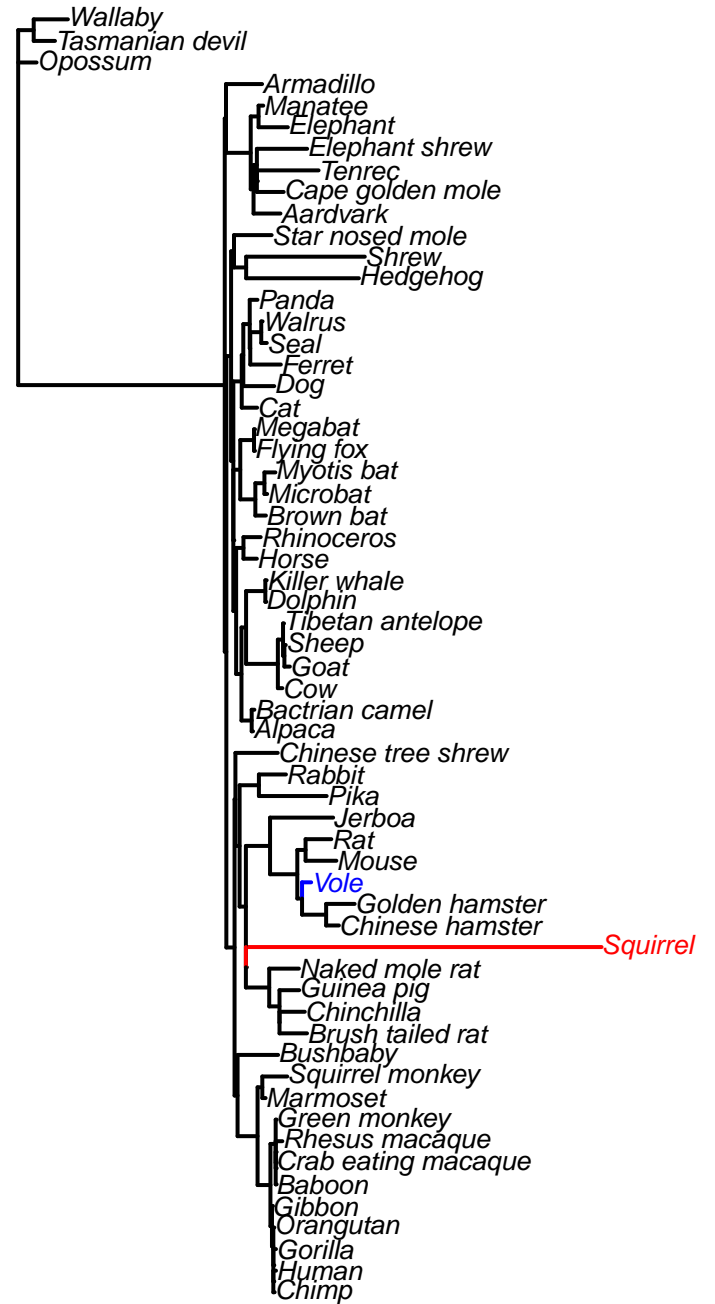 Wallaby
Tasmanian devil
Opossum
Armadillo
Manatee
Elephant
Elephant shrew
Tenrec
Cape golden mole
Aardvark
Star nosed mole
Shrew
Hedgehog
Panda
Walrus
Seal
Ferret
Dog
Cat
Megabat
Flying fox
Myotis bat
Microbat
Brown bat
Rhinoceros
Horse
Killer whale
Dolphin
Tibetan antelope
Sheep
Goat
Cow
Bactrian camel
Alpaca
Chinese tree shrew
Rabbit
Pika
Jerboa
Rat
Mouse
Vole
Golden hamster
Chinese hamster
Squirrel
Naked mole rat
Guinea pig
Chinchilla
Brush tailed rat
Bushbaby
Squirrel monkey
Marmoset
Green monkey
Rhesus macaque
Crab eating macaque
Baboon
Gibbon
Orangutan
Gorilla
Human
Chimp